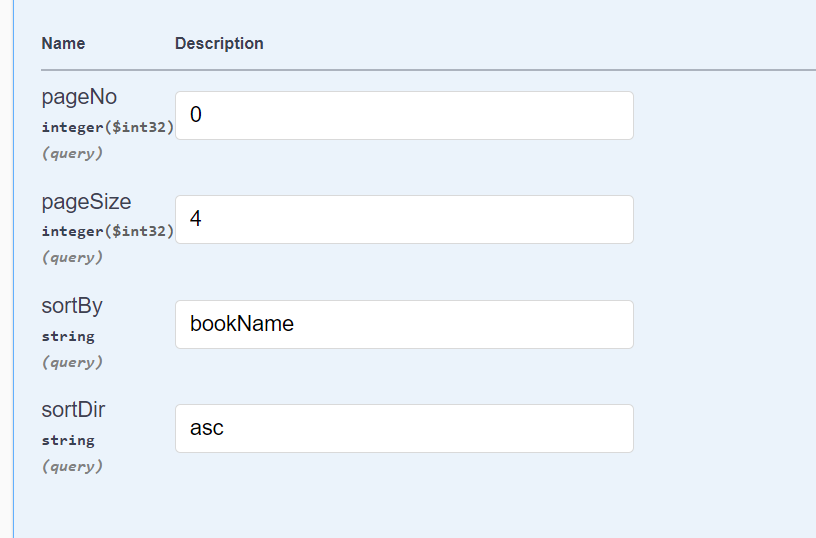 Name Description
pageNo
0
integer($int32)
(query)
pageSize
4
integer($int32)
(query)
sortBy
bookName
string
(query)
sortDir
asc
string
(query)